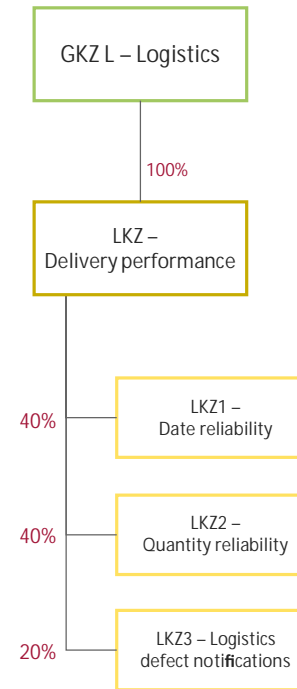 GKZ L – Logistics
100%
LKZ –
Delivery performance
LKZ1 –
Date reliability
40%
LKZ2 –
Quantity reliability
40%
LKZ3 – Logistics
defect notifications
20%